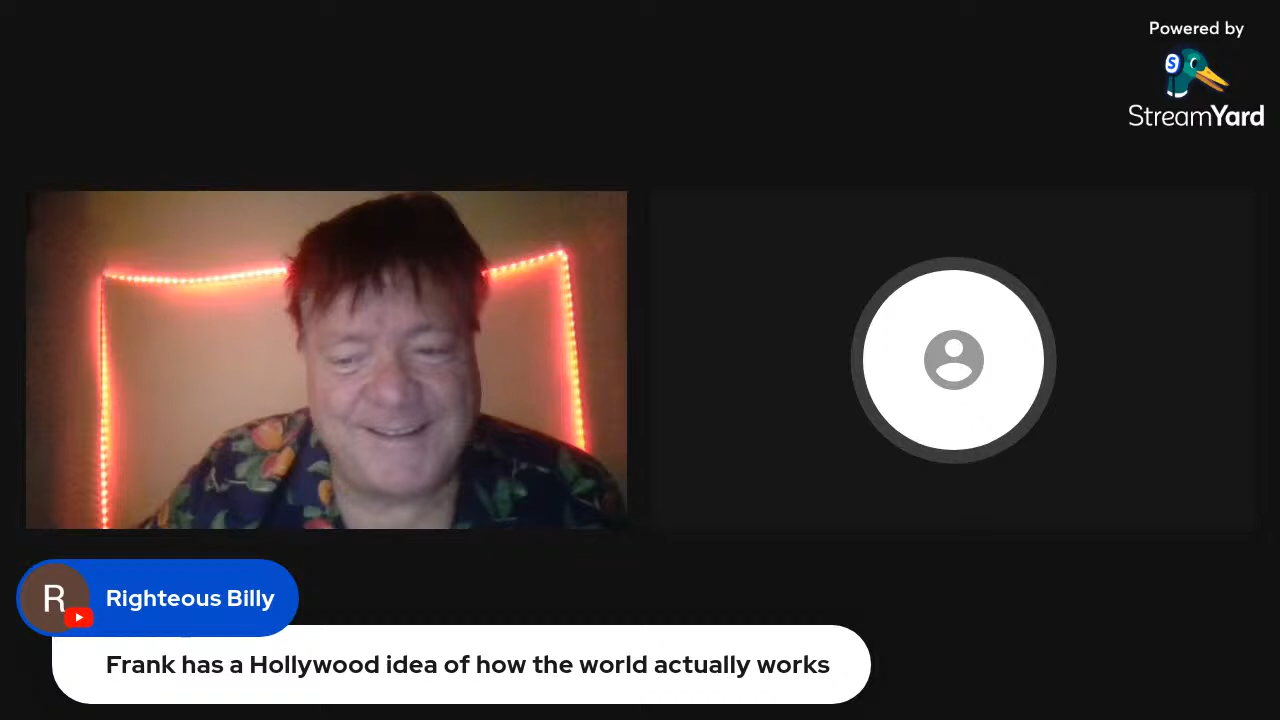 Powered by
S
StreamYard
R
Righteous Billy
Frank has a Hollywood idea of how the world actually works